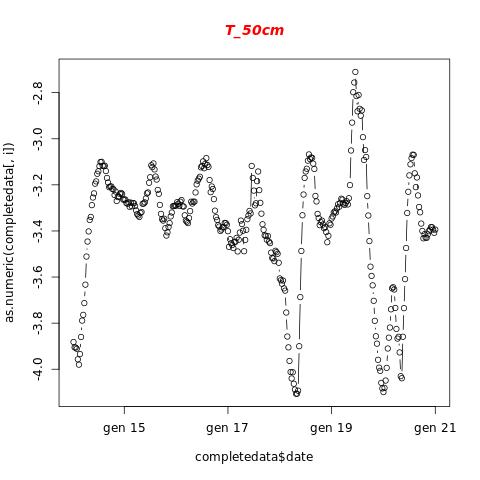 T_50cm
as.numeric(completedata[, i])
-2.8
-3.0
-3.2
-3.4
-3.6
-3.8
-4.0
gen 15
gen 17
gen 19
gen 21
completedata$date